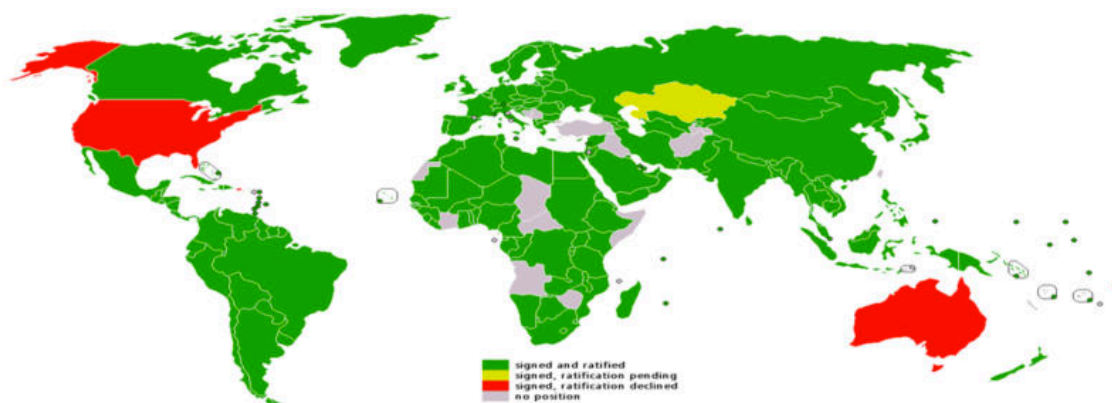 signed and ratified
signed, ratification pending
signed, ratification declined
no position